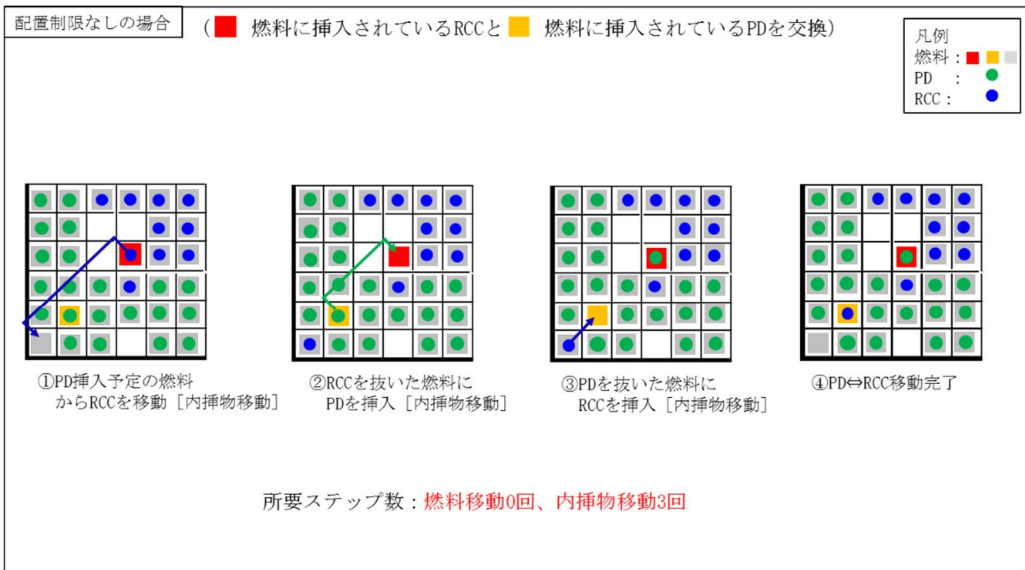 配置制限なしの場合
(■ 燃料に挿入されているRCCと■ 燃料に挿入されているPDを交換)
凡例
燃料:■■■
PD :●
RCC:●
①PD挿入予定の燃料
からRCCを移動［内挿物移動］
②RCCを抜いた燃料に
PDを挿入［内挿物移動］
③PDを抜いた燃料に
RCCを挿入［内挿物移動］
④PD⇔RCC移動完了
所要ステップ数：燃料移動0回、内挿物移動3回